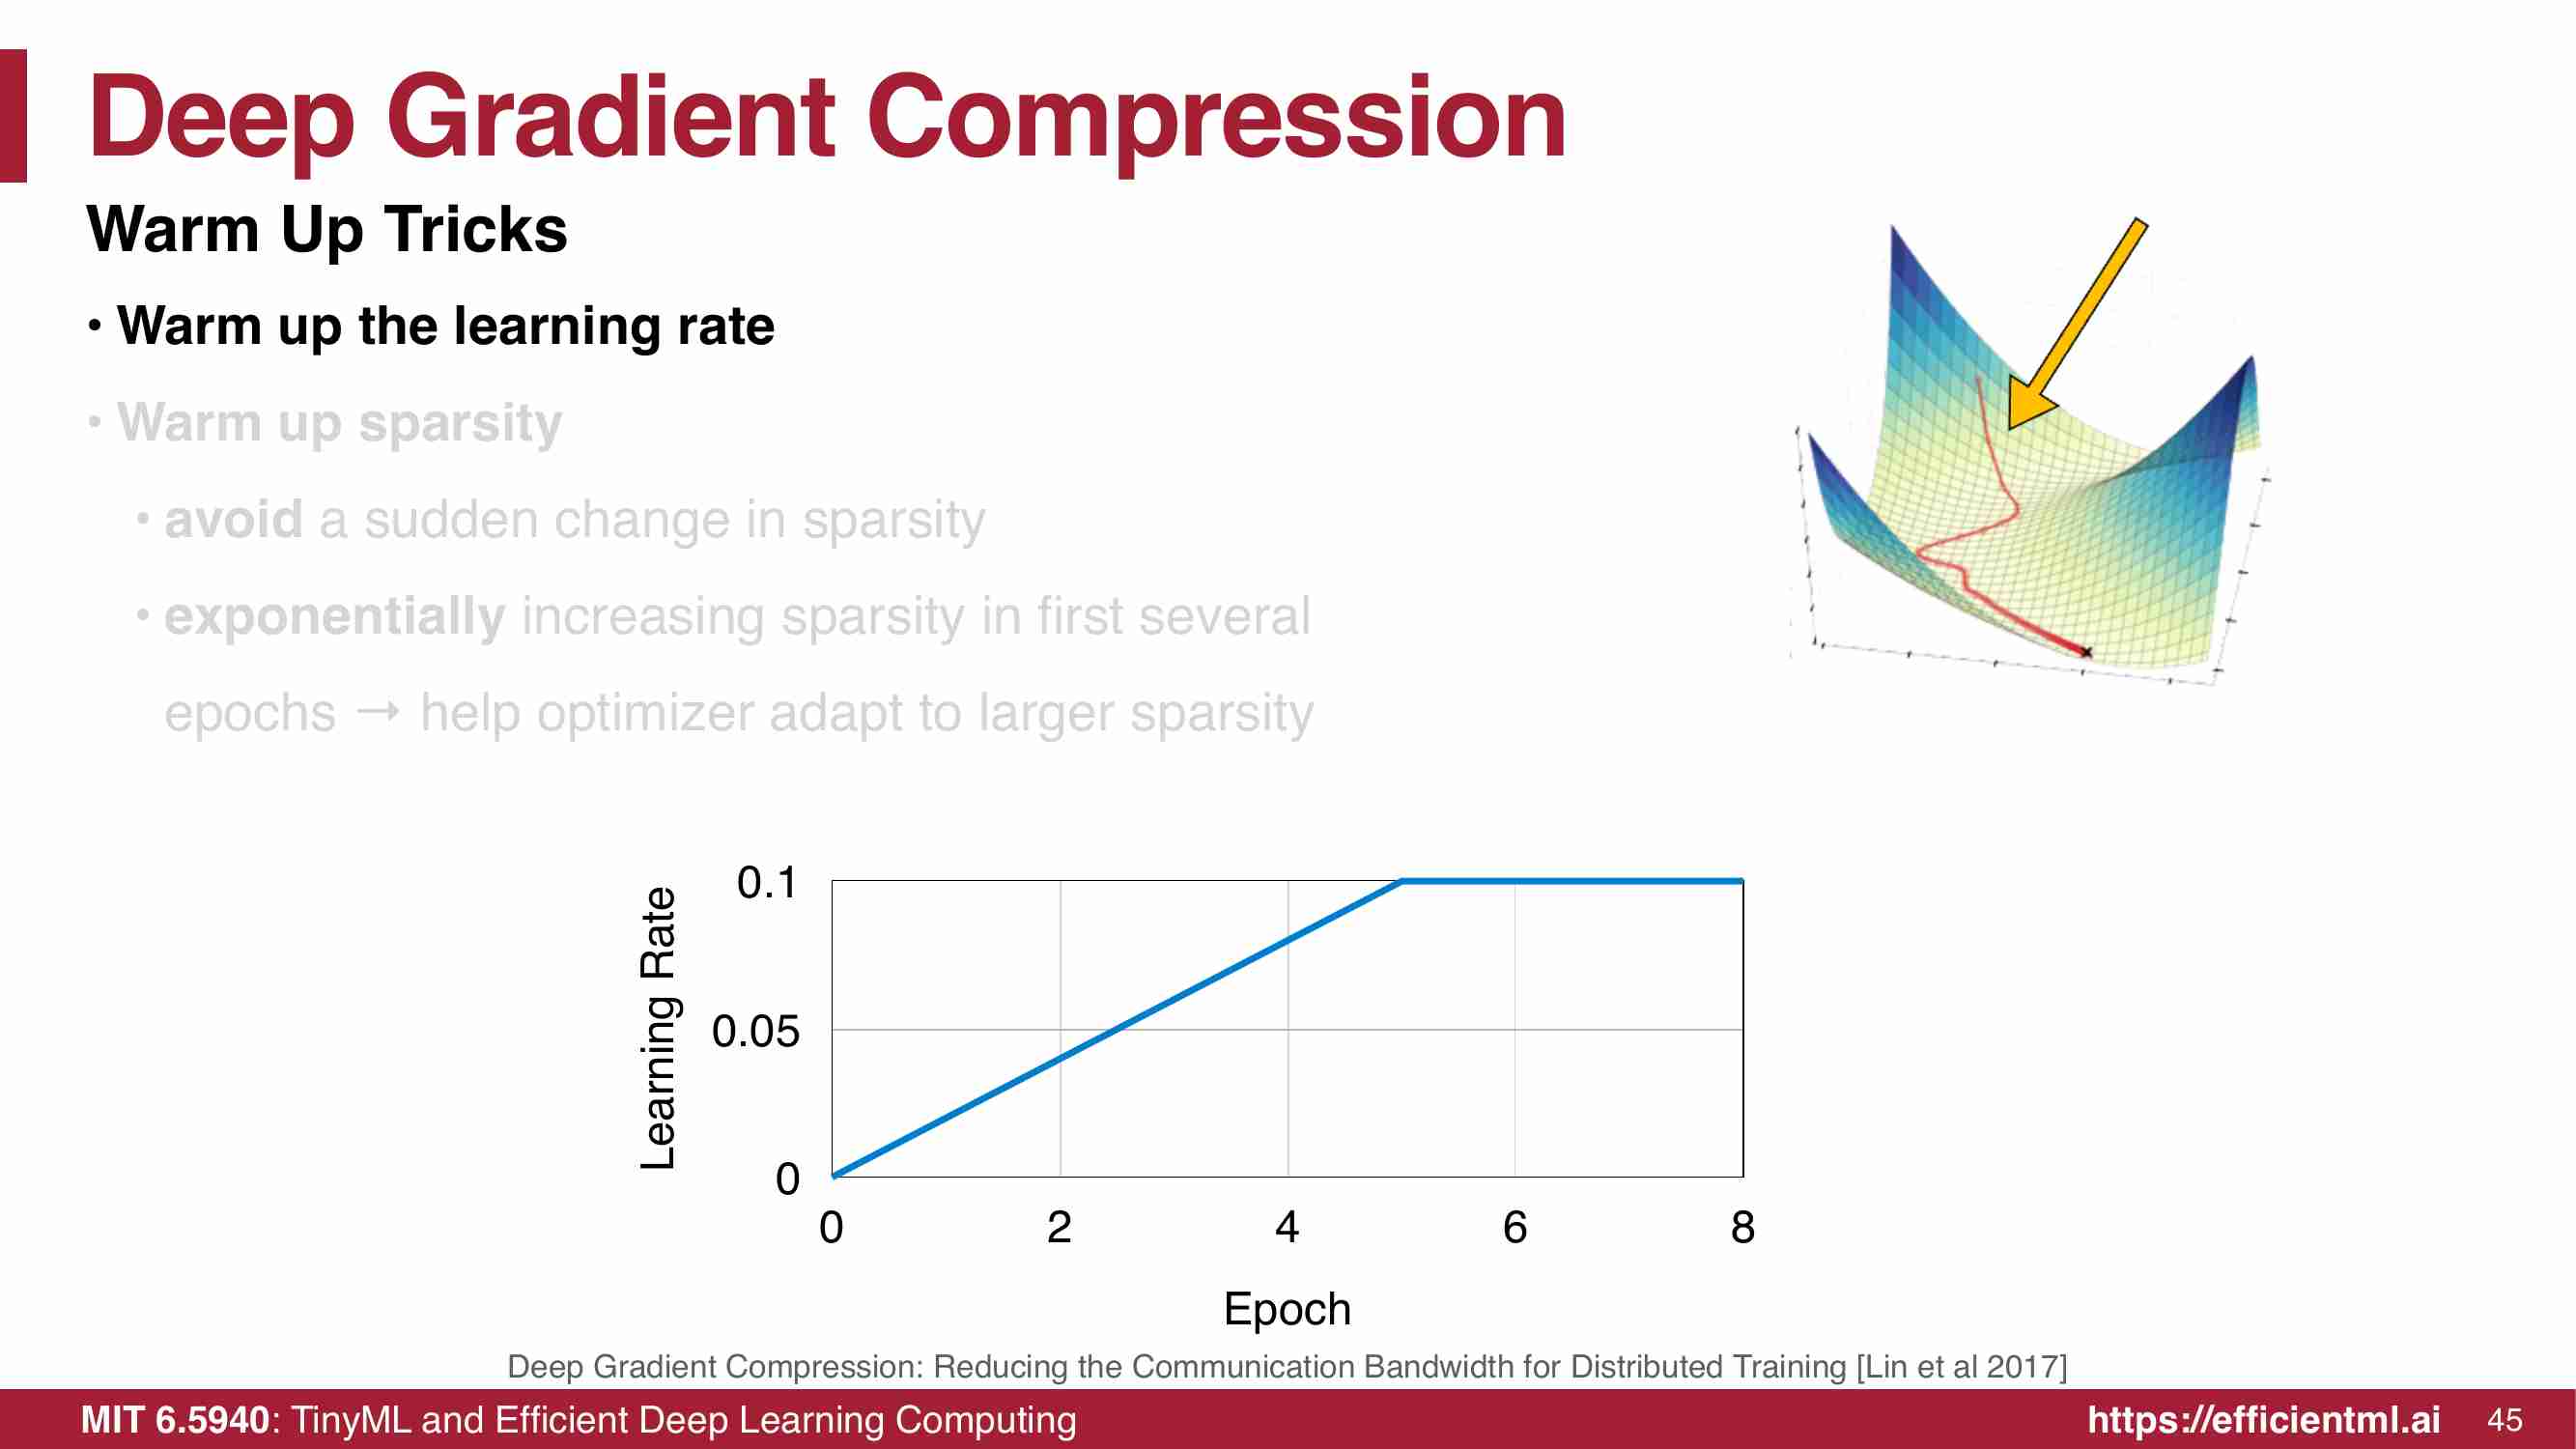 Deep Gradient Compression
Warm Up Tricks
• Warm up the learning rate
• Warm up sparsity
• avoid a sudden change in sparsity
• exponentially increasing sparsity in first several
epochs → help optimizer adapt to larger sparsity
Learning Rate
0.1
0.05
0
0 2 4 6 8
Epoch
Deep Gradient Compression: Reducing the Communication Bandwidth for Distributed Training [Lin et al 2017]
MIT 6.5940: TinyML and Efficient Deep Learning Computing
https://efficientml.ai 45